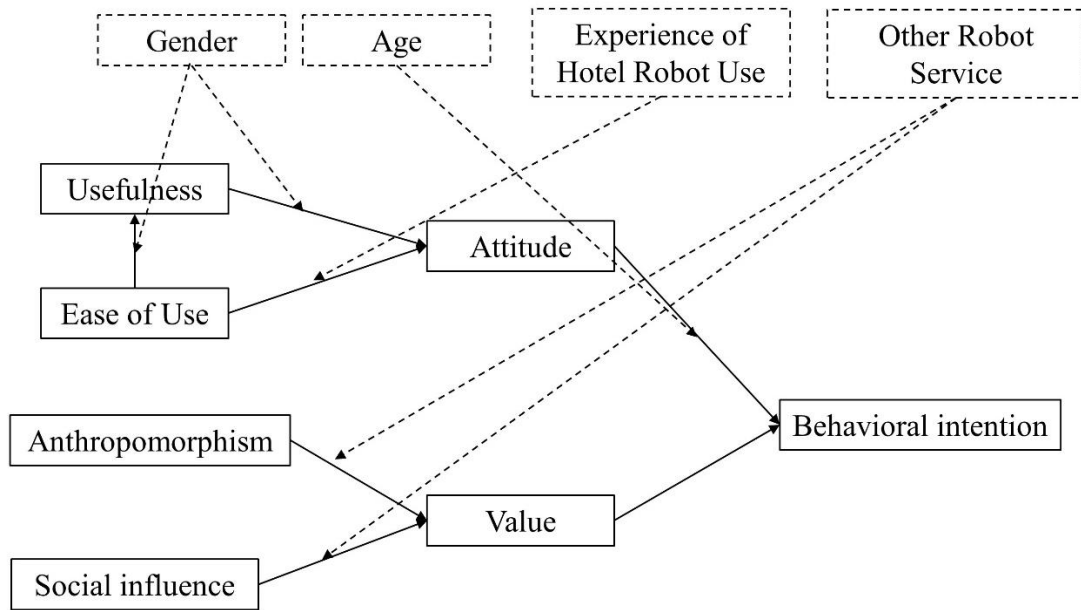 Gender
Age
Experience of
Hotel Robot Use
Other Robot
Service
Usefulness
Attitude
Ease of Use
Anthropomorphism
Behavioral intention
Value
Social influence